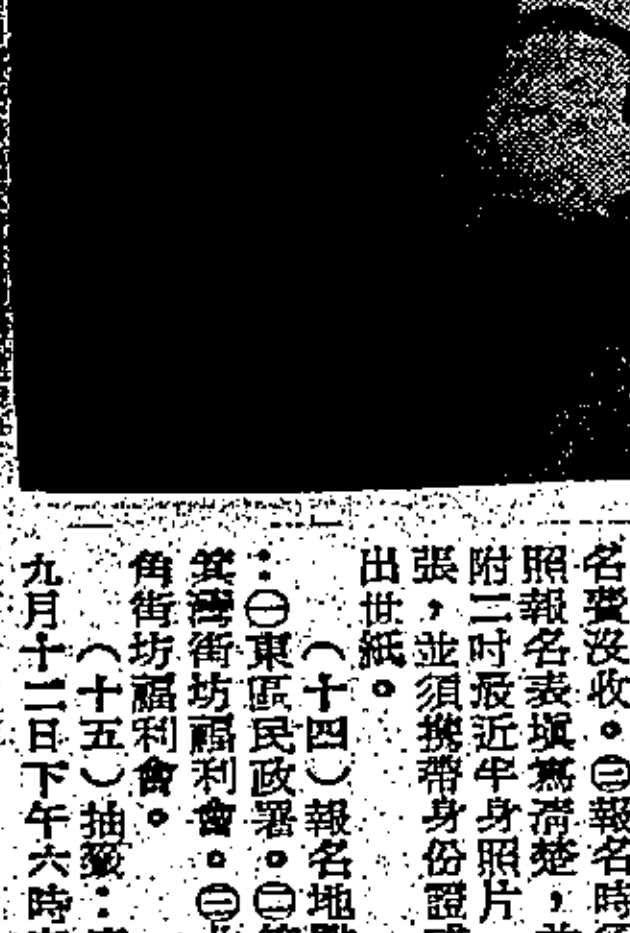 名費沒收。㊂報名時須
照報名表填寫清楚，並
附二吋最近半身照片
張，並須携帶身份證或
出世紙。
（十四）報名地點
：㊀東區民政署。㊁筲
箕灣街坊福利會。㊂
角街坊福利會。
（十五）抽籤：
九月十二日下午六時